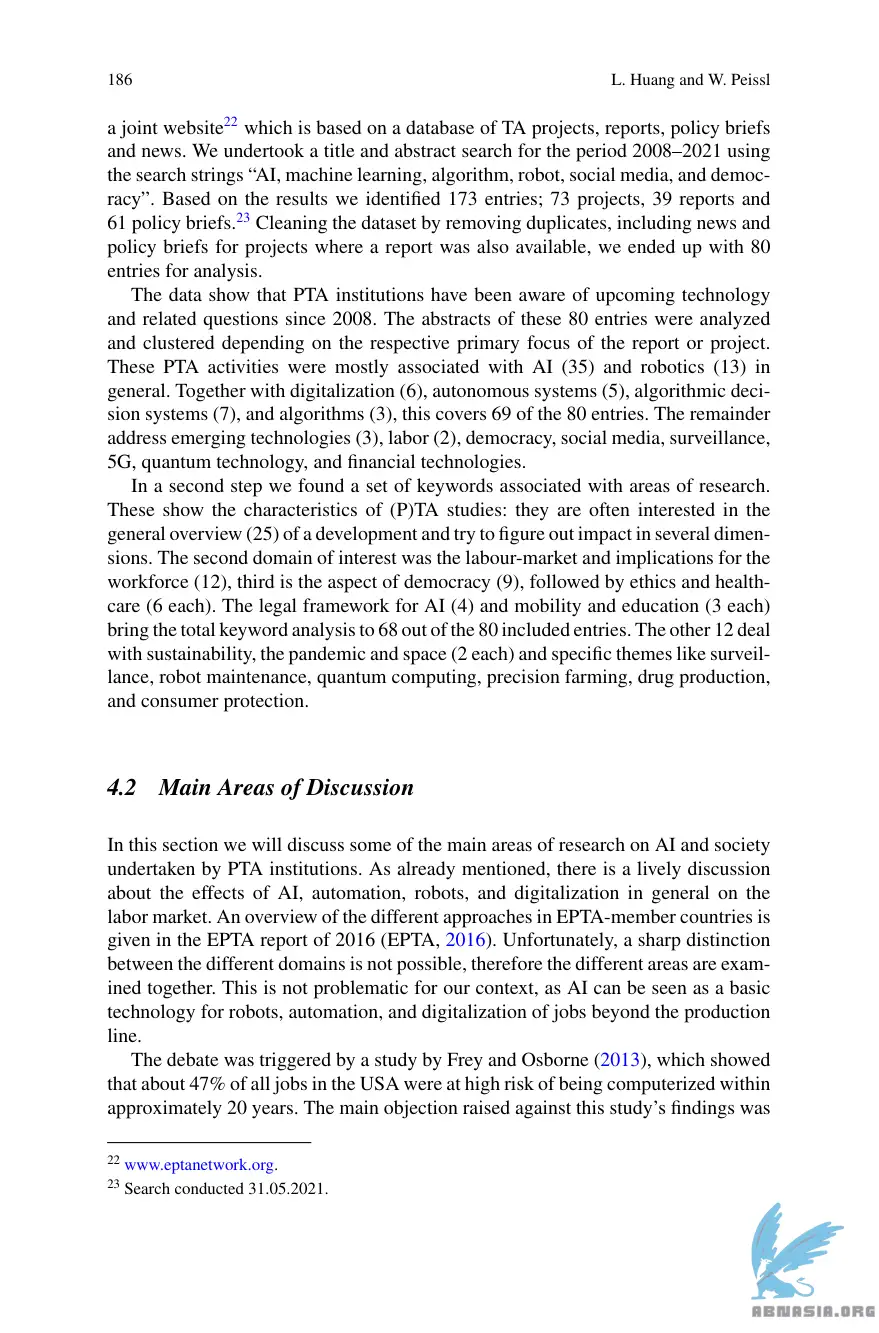 186
L. Huang and W. Peissl
a joint website22 which is based on a database of TA projects, reports, policy briefs
and news. We undertook a title and abstract search for the period 2008–2021 using
the search strings “AI, machine learning, algorithm, robot, social media, and democ-
racy”. Based on the results we identified 173 entries; 73 projects, 39 reports and
61 policy briefs.23 Cleaning the dataset by removing duplicates, including news and
policy briefs for projects where a report was also available, we ended up with 80
entries for analysis.
The data show that PTA institutions have been aware of upcoming technology
and related questions since 2008. The abstracts of these 80 entries were analyzed
and clustered depending on the respective primary focus of the report or project.
These PTA activities were mostly associated with AI (35) and robotics (13) in
general. Together with digitalization (6), autonomous systems (5), algorithmic deci-
sion systems (7), and algorithms (3), this covers 69 of the 80 entries. The remainder
address emerging technologies (3), labor (2), democracy, social media, surveillance,
5G, quantum technology, and financial technologies.
In a second step we found a set of keywords associated with areas of research.
These show the characteristics of (P)TA studies: they are often interested in the
general overview (25) of a development and try to figure out impact in several dimen-
sions. The second domain of interest was the labour-market and implications for the
workforce (12), third is the aspect of democracy (9), followed by ethics and health-
care (6 each). The legal framework for AI (4) and mobility and education (3 each)
bring the total keyword analysis to 68 out of the 80 included entries. The other 12 deal
with sustainability, the pandemic and space (2 each) and specific themes like surveil-
lance, robot maintenance, quantum computing, precision farming, drug production,
and consumer protection.
4.2 Main Areas of Discussion
In this section we will discuss some of the main areas of research on AI and society
undertaken by PTA institutions. As already mentioned, there is a lively discussion
about the effects of AI, automation, robots, and digitalization in general on the
labor market. An overview of the different approaches in EPTA-member countries is
given in the EPTA report of 2016 (EPTA, 2016). Unfortunately, a sharp distinction
between the different domains is not possible, therefore the different areas are exam-
ined together. This is not problematic for our context, as AI can be seen as a basic
technology for robots, automation, and digitalization of jobs beyond the production
line.
The debate was triggered by a study by Frey and Osborne (2013), which showed
that about 47% of all jobs in the USA were at high risk of being computerized within
approximately 20 years. The main objection raised against this study’s findings was
22 www.eptanetwork.org.
23 Search conducted 31.05.2021.
ABNASIA.ORG